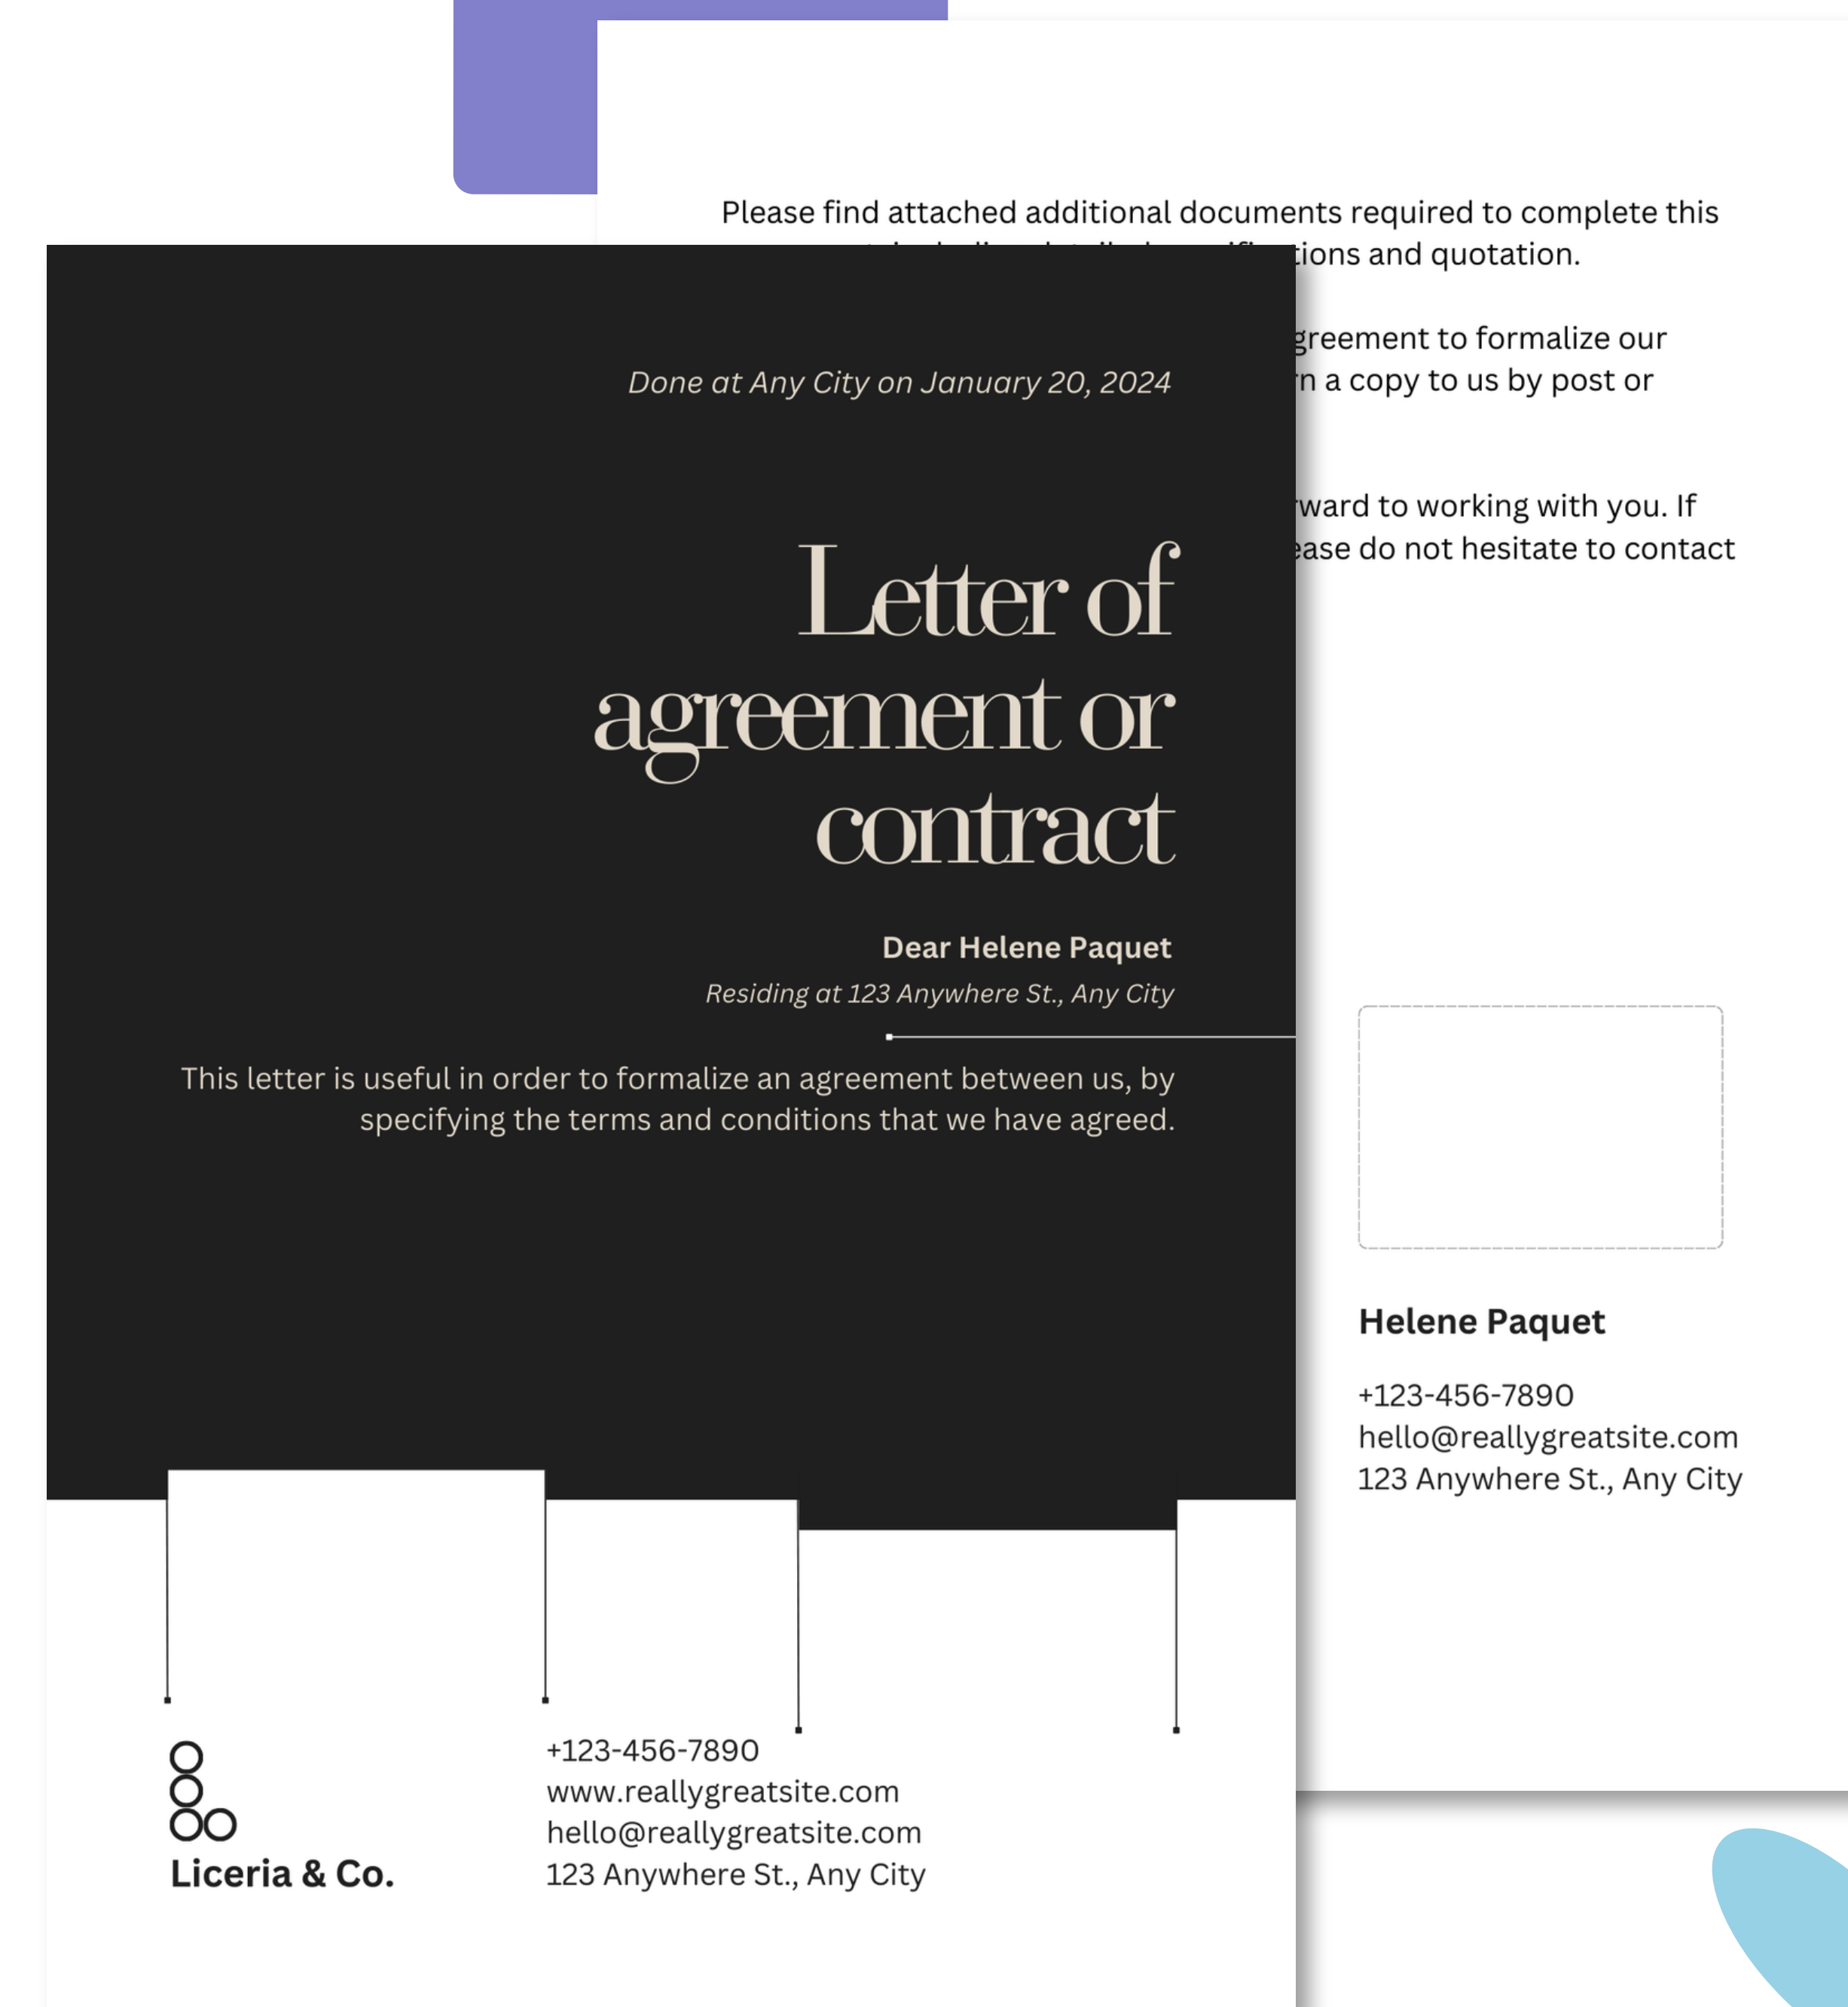 Please find attached additional documents required to complete this
and quotation.
to formalize our
a copy to us by post or
to working with you. If
do not hesitate to contact
Helene Paquet
+123-456-7890
hello@reallygreatsite.com
123 Anywhere St., Any City
Done at Any City on January 20, 2024
Letter of
agreement or
contract
Dear Helene Paquet
Residing at 123 Anywhere St., Any City
This letter is useful in order to formalize an agreement between us, by
specifying the terms and conditions that we have agreed.
Liceria & Co.
+123-456-7890
www.reallygreatsite.com
hello@reallygreatsite.com
123 Anywhere St., Any City